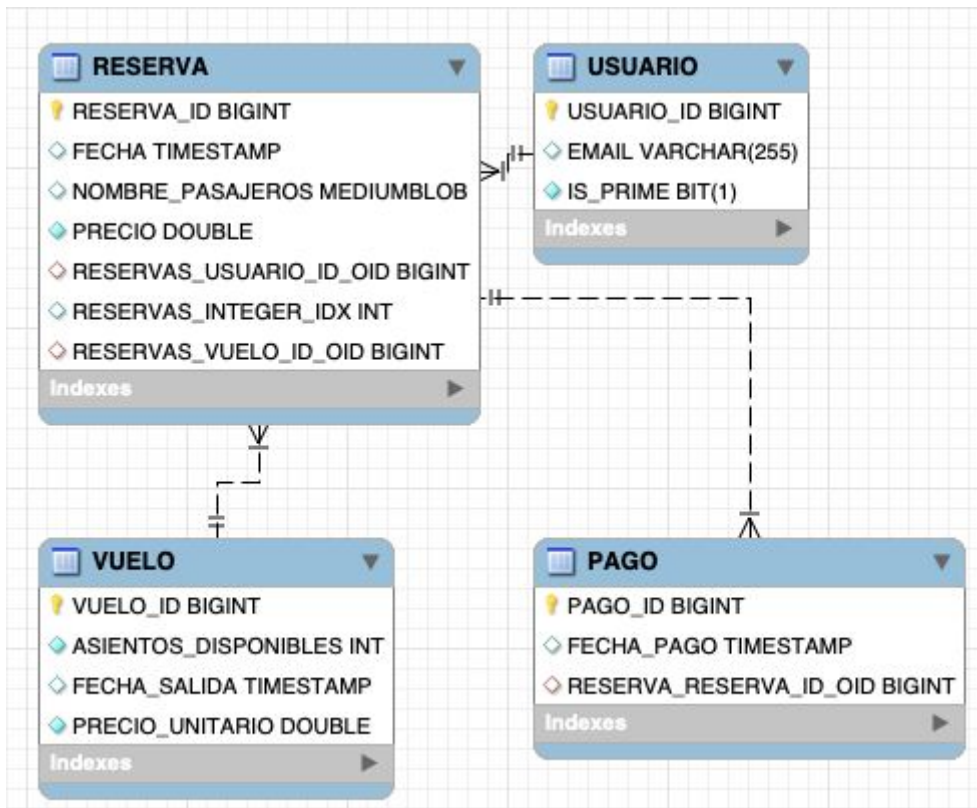 RESERVA
RESERVA_ID BIGINT
FECHA TIMESTAMP
NOMBRE_PASAJEROS MEDIUMBLOB
PRECIO DOUBLE
RESERVAS_USUARIO_ID_OID BIGINT
RESERVAS_INTEGER_IDX INT
RESERVAS_VUELO_ID_OID BIGINT
Indexes
USUARIO
USUARIO_ID BIGINT
EMAIL VARCHAR(255)
IS_PRIME BIT(1)
Indexes
VUELO
VUELO_ID BIGINT
ASIENTOS_DISPONIBLES INT
FECHA_SALIDA TIMESTAMP
PRECIO_UNITARIO DOUBLE
Indexes
PAGO
PAGO_ID BIGINT
FECHA_PAGO TIMESTAMP
RESERVA_RESERVA_ID_OID BIGINT
Indexes